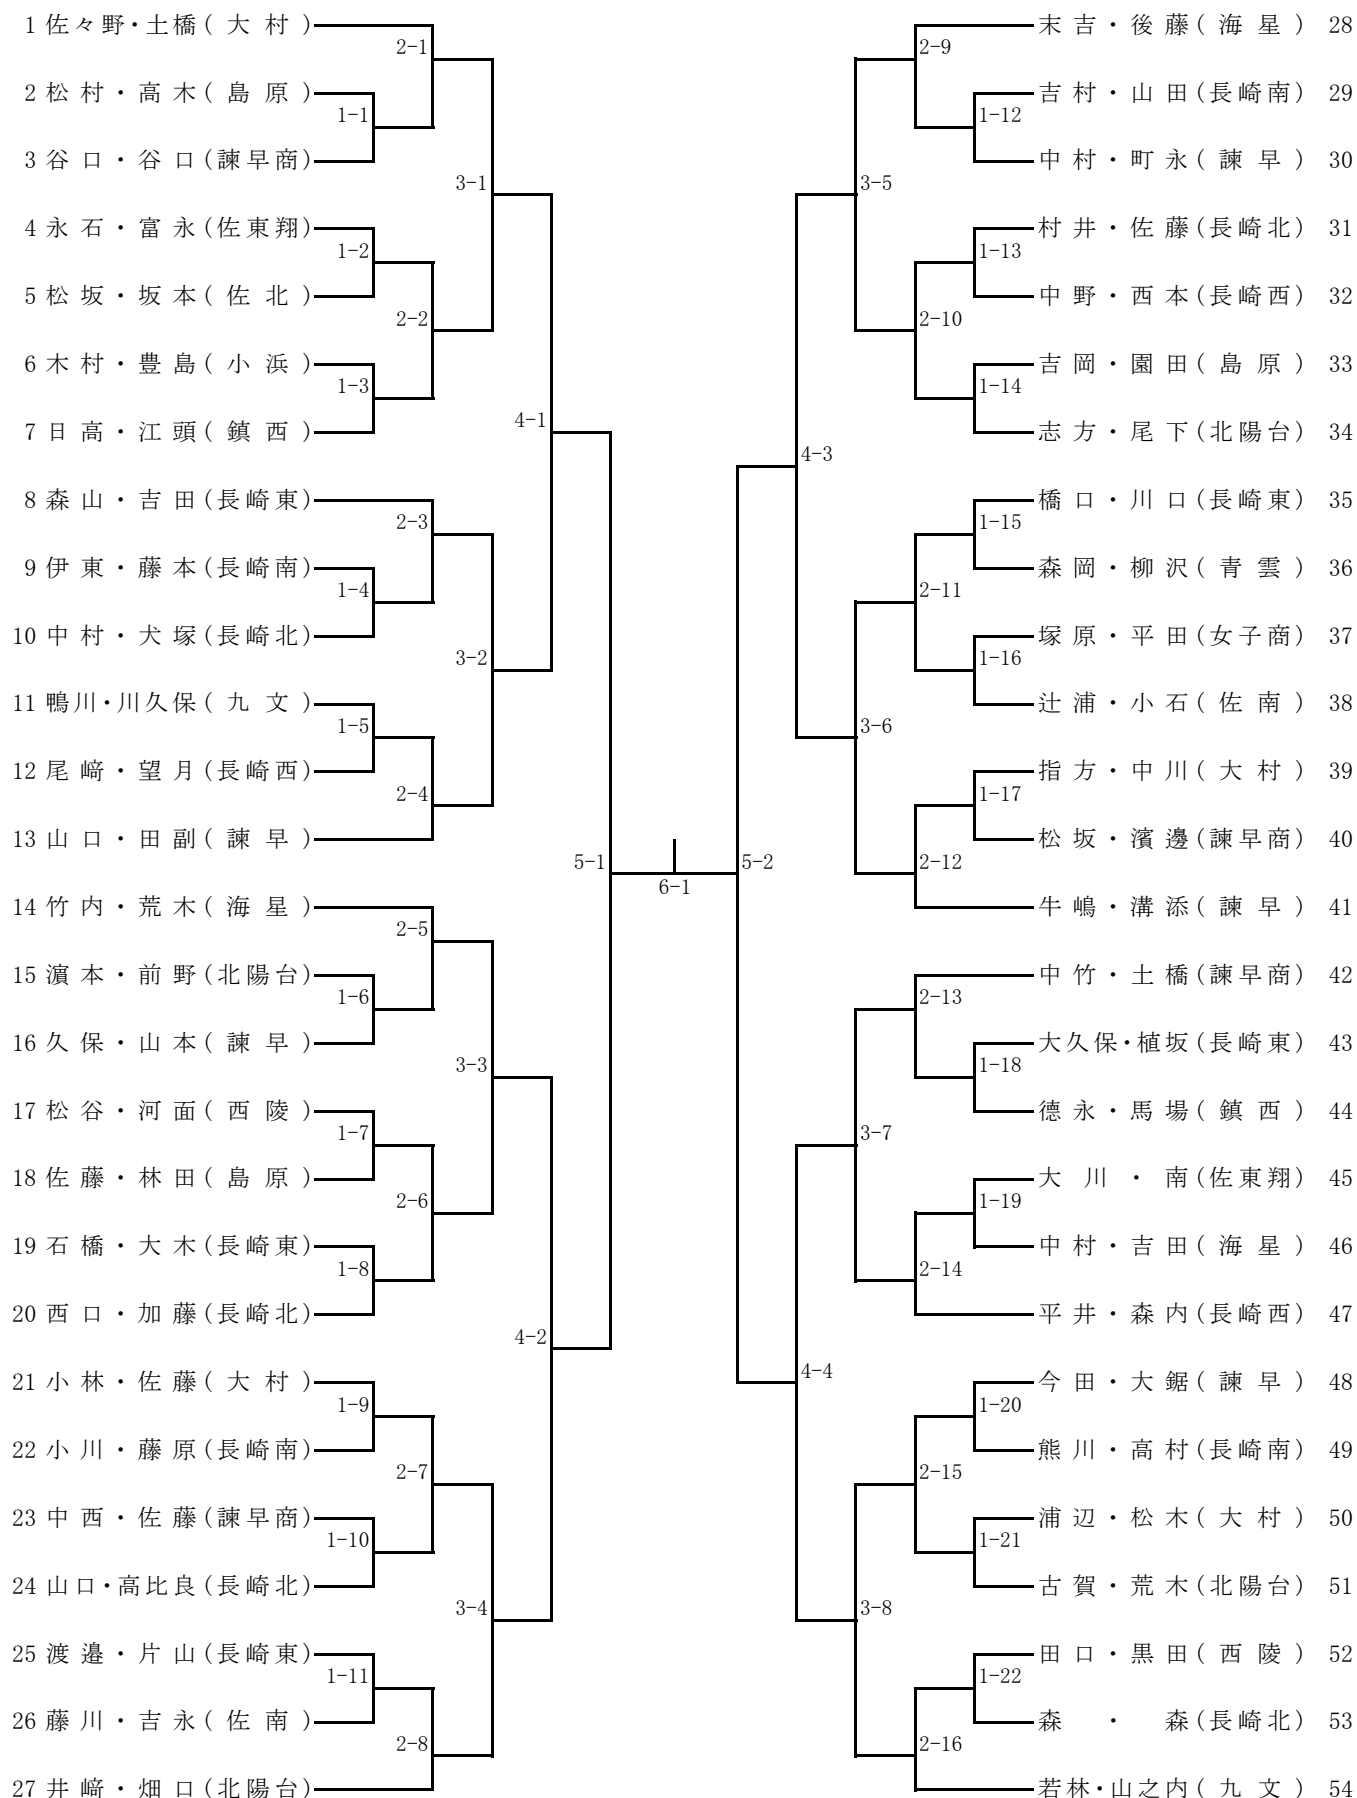 1 佐々野・土橋(大村)
2-1
2 松村・高木(島原)
1-1
3 谷口・谷口(諫早商)
3-1
4 永石・富永(佐東翔)
1-2
5 松坂・坂本(佐北)
2-2
6 木村・豊島(小浜)
1-3
7 日高・江頭(鎮西)
4-1
8 森山・吉田(長崎東)
2-3
9 伊東・藤本(長崎南)
1-4
10 中村・犬塚(長崎北)
3-2
11 鴨川・川久保(九文)
1-5
12 尾﨑・望月(長崎西)
2-4
13 山口・田副(諫早)
5-1
14 竹内・荒木(海星)
2-5
15 濵本・前野(北陽台)
1-6
16 久保・山本(諫早)
3-3
17 松谷・河面(西陵)
1-7
18 佐藤・林田(島原)
2-6
19 石橋・大木(長崎東)
1-8
20 西口・加藤(長崎北)
4-2
21 小林・佐藤(大村)
1-9
22 小川・藤原(長崎南)
2-7
23 中西・佐藤(諫早商)
1-10
24 山口・高比良(長崎北)
3-4
25 渡邉・片山(長崎東)
1-11
26 藤川・吉永(佐南)
2-8
27 井﨑・畑口(北陽台)
6-1
末吉・後藤(海星) 28
2-9
吉村・山田(長崎南) 29
1-12
中村・町永(諫早) 30
3-5
村井・佐藤(長崎北) 31
1-13
中野・西本(長崎西) 32
2-10
吉岡・園田(島原) 33
1-14
志方・尾下(北陽台) 34
4-3
橋口・川口(長崎東) 35
1-15
森岡・柳沢(青雲) 36
2-11
塚原・平田(女子商) 37
1-16
辻浦・小石(佐南) 38
3-6
指方・中川(大村) 39
1-17
松坂・濱邊(諫早商) 40
2-12
5-2
牛嶋・溝添(諫早) 41
中竹・土橋(諫早商) 42
2-13
大久保・植坂(長崎東) 43
1-18
德永・馬場(鎮西) 44
3-7
大川・南(佐東翔) 45
1-19
中村・吉田(海星) 46
2-14
平井・森内(長崎西) 47
4-4
今田・大鋸(諫早) 48
1-20
熊川・高村(長崎南) 49
2-15
浦辺・松木(大村) 50
1-21
古賀・荒木(北陽台) 51
3-8
田口・黒田(西陵) 52
1-22
森・森(長崎北) 53
2-16
若林・山之内(九文) 54